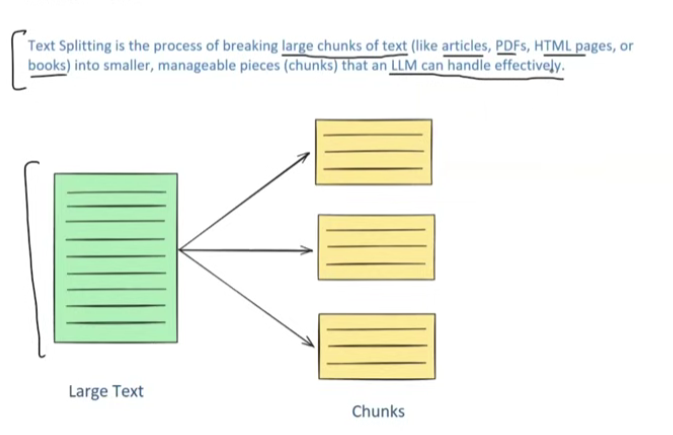 Text Splitting is the process of breaking large chunks of text (like articles, PDFs, HTML pages, or
books) into smaller, manageable pieces (chunks) that an LLM can handle effectively.
Large Text
Chunks